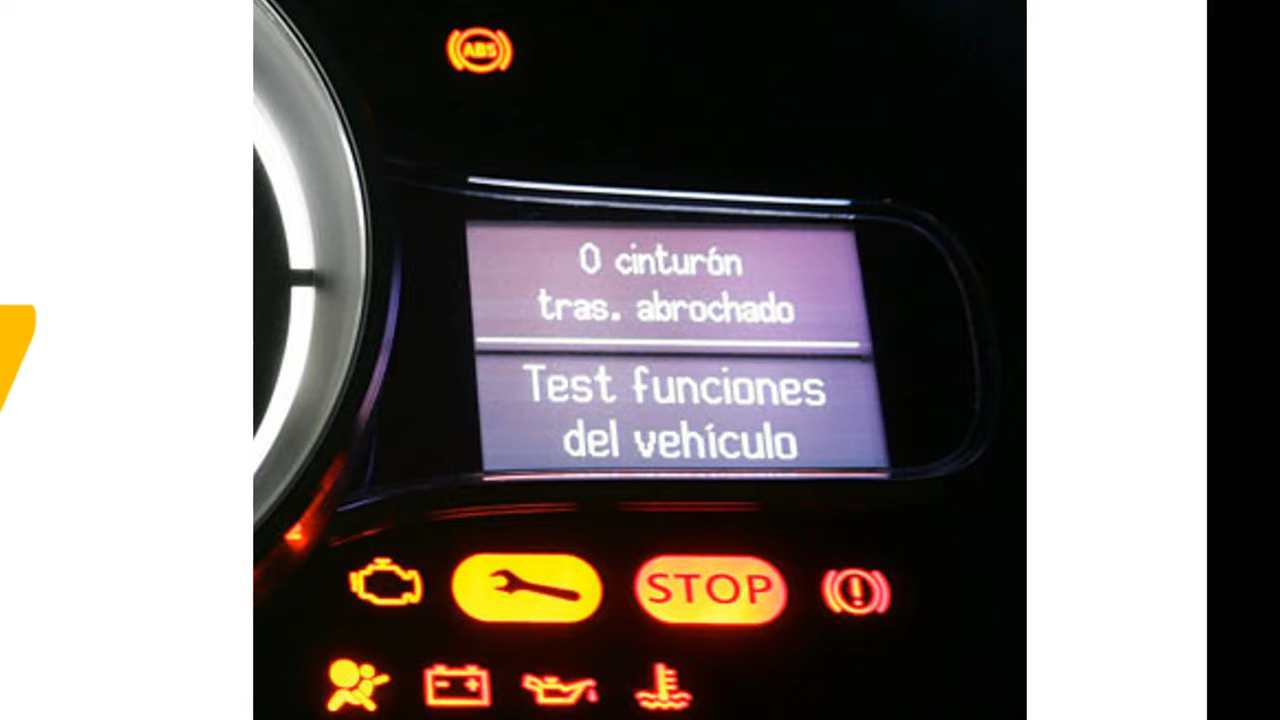 ABS
0 cinturón
tras. abrochado
Test funciones
del vehículo
STOP